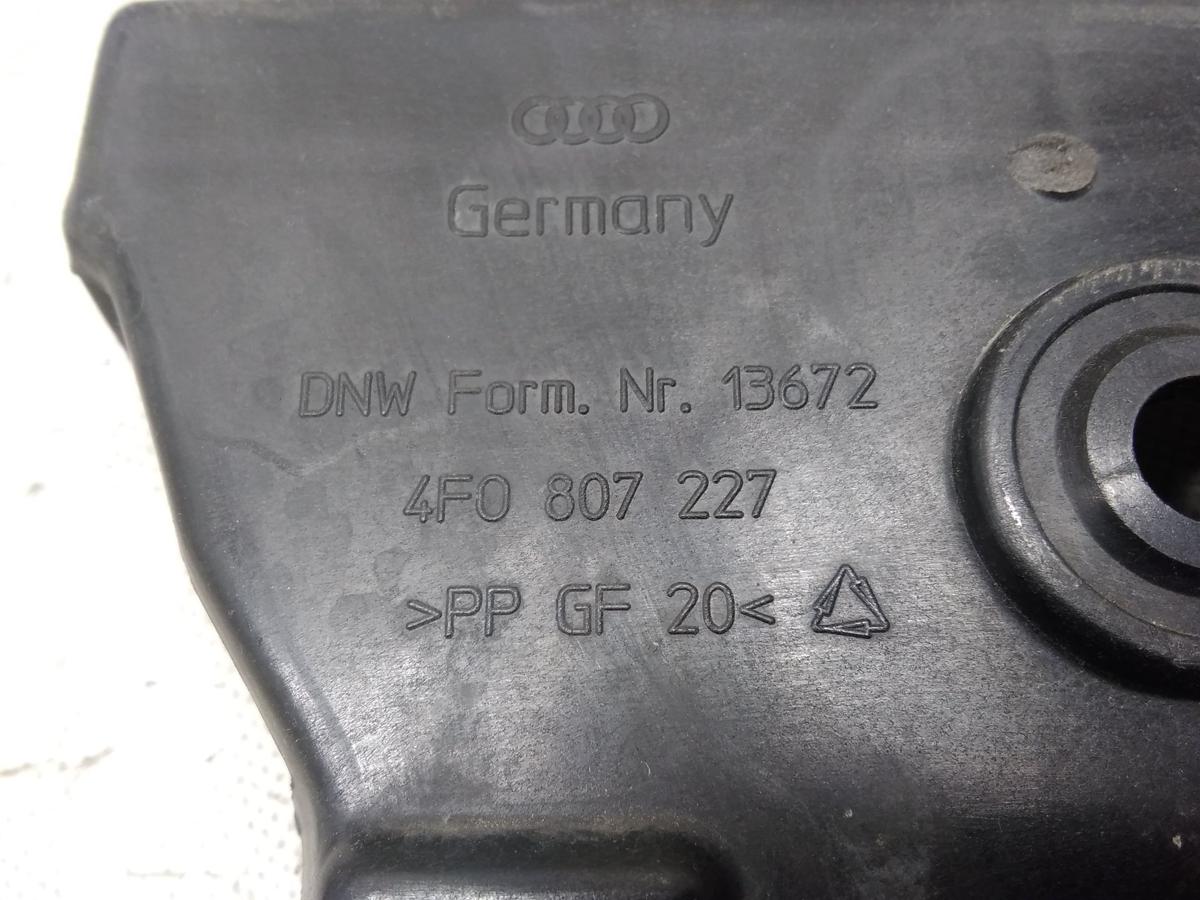 Germany
DNW Form. Nr. 13672
4F0 807 227
>PP GF 20<